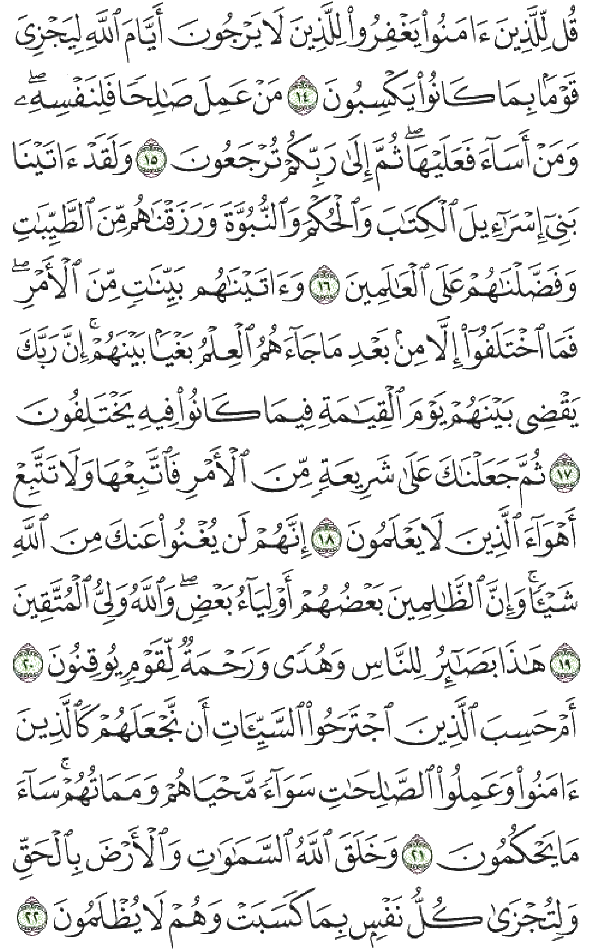 قُل لِّلَّذِينَ ءَامَنُوا۟ يَغْفِرُوا۟ لِلَّذِينَ لَا يَرْجُونَ أَيَّامَ ٱللَّهِ لِيَجْزِىَ
قَوْمًۢا بِمَا كَانُوا۟ يَكْسِبُونَ ١٤ مَنْ عَمِلَ صَٰلِحًا فَلِنَفْسِهِۦ ۖ
وَمَنْ أَسَآءَ فَعَلَيْهَا ۖ ثُمَّ إِلَىٰ رَبِّكُمْ تُرْجَعُونَ ١٥ وَلَقَدْ ءَاتَيْنَا
بَنِىٓ إِسْرَٰٓءِيلَ ٱلْكِتَٰبَ وَٱلْحُكْمَ وَٱلنُّبُوَّةَ وَرَزَقْنَٰهُم مِّنَ ٱلطَّيِّبَٰتِ
وَفَضَّلْنَٰهُمْ عَلَى ٱلْعَٰلَمِينَ ١٦ وَءَاتَيْنَٰهُم بَيِّنَٰتٍ مِّنَ ٱلْأَمْرِ ۖ
فَمَا ٱخْتَلَفُوٓا۟ إِلَّا مِنۢ بَعْدِ مَا جَآءَهُمُ ٱلْعِلْمُ بَغْيًۢا بَيْنَهُمْ ۚ إِنَّ رَبَّكَ
يَقْضِى بَيْنَهُمْ يَوْمَ ٱلْقِيَٰمَةِ فِيمَا كَانُوا۟ فِيهِ يَخْتَلِفُونَ
١٧ ثُمَّ جَعَلْنَٰكَ عَلَىٰ شَرِيعَةٍ مِّنَ ٱلْأَمْرِ فَٱتَّبِعْهَا وَلَا تَتَّبِعْ
أَهْوَآءَ ٱلَّذِينَ لَا يَعْلَمُونَ ١٨ إِنَّهُمْ لَن يُغْنُوا۟ عَنكَ مِنَ ٱللَّهِ
شَيْـًٔا ۚ وَإِنَّ ٱلظَّٰلِمِينَ بَعْضُهُمْ أَوْلِيَآءُ بَعْضٍ ۖ وَٱللَّهُ وَلِىُّ ٱلْمُتَّقِينَ
١٩ هَٰذَا بَصَٰٓئِرُ لِلنَّاسِ وَهُدًى وَرَحْمَةٌ لِّقَوْمٍ يُوقِنُونَ ٢٠
أَمْ حَسِبَ ٱلَّذِينَ ٱجْتَرَحُوا۟ ٱلسَّيِّـَٔاتِ أَن نَّجْعَلَهُمْ كَٱلَّذِينَ
ءَامَنُوا۟ وَعَمِلُوا۟ ٱلصَّٰلِحَٰتِ سَوَآءً مَّحْيَاهُمْ وَمَمَاتُهُمْ ۚ سَآءَ
مَا يَحْكُمُونَ ٢١ وَخَلَقَ ٱللَّهُ ٱلسَّمَٰوَٰتِ وَٱلْأَرْضَ بِٱلْحَقِّ
وَلِتُجْزَىٰ كُلُّ نَفْسٍۭ بِمَا كَسَبَتْ وَهُمْ لَا يُظْلَمُونَ ٢٢